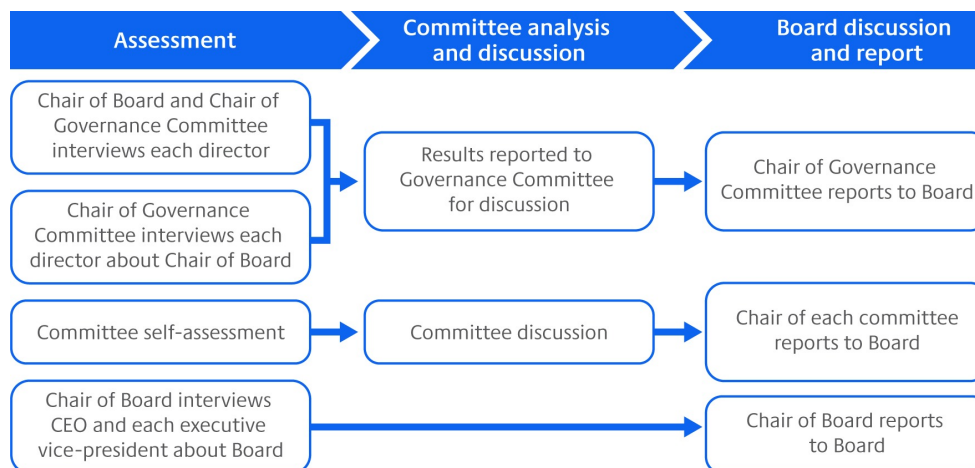 Assessment
Committee analysis
and discussion
Board discussion
and report
Chair of Board and Chair of
Governance Committee
interviews each director
Results reported to
Governance Committee
for discussion
Chair of Governance
Committee reports to Board
Chair of Governance
Committee interviews each
director about Chair of Board
Committee self-assessment
Committee discussion
Chair of each committee
reports to Board
Chair of Board interviews
CEO and each executive
vice-president about Board
Chair of Board reports
to Board